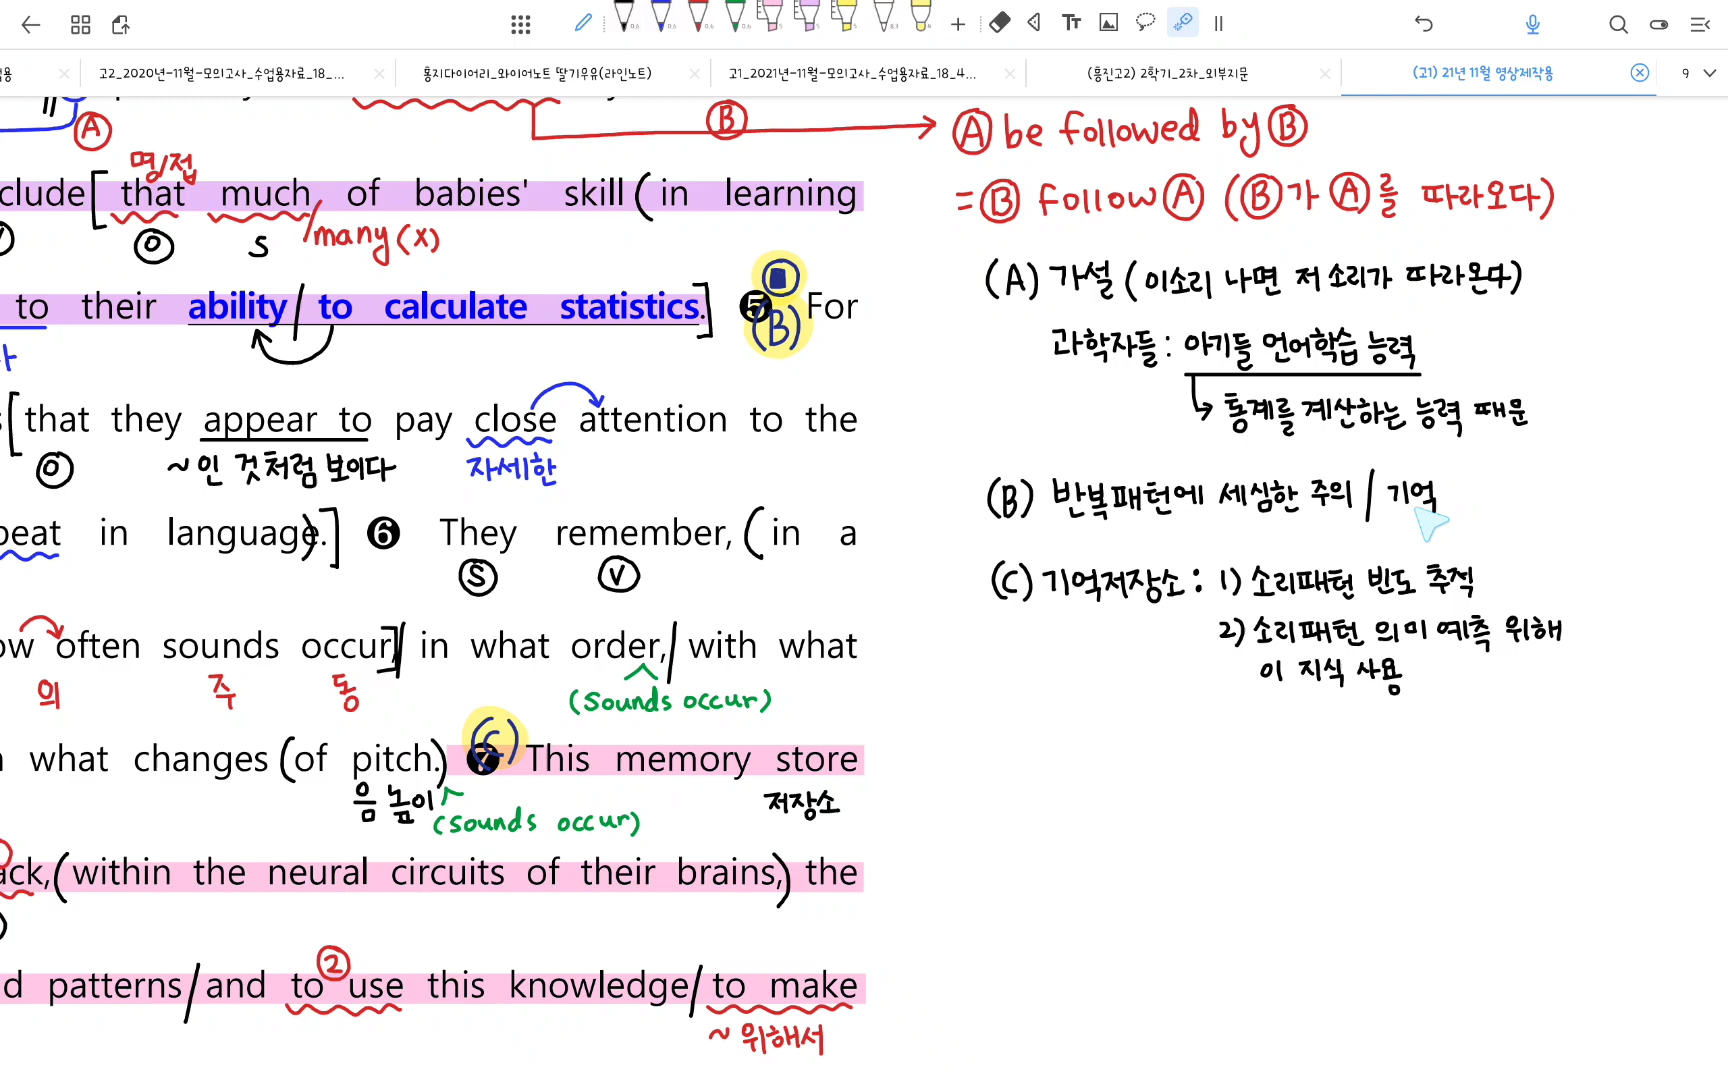 고2_2020년-11월-모의고사_수업용자료_18_...
홍지다이어리_와이어노트 딸기우유(라인노트)
고1_2021년-11월-모의고사_수업용자료_18_4...
(흥진고2) 2학기_2차_외부지문
(고1) 21년 11월 영상제작용
9
Ⓐ
Ⓑ
Ⓐ be followed by Ⓑ
= Ⓑ follow Ⓐ (Ⓑ가 Ⓐ를 따라오다)
명/접
clude [ that much of babies' skill ( in learning
O S / many (x)
to their ability / to calculate statistics. ] ❺ For
(B)
[ that they appear to pay close attention to the
O ~인 것처럼 보이다 자세한
peat in language.) ] ❻ They remember, ( in a
S V
ow often sounds occur, ] / in what order, / with what
의 주 동 (sounds occur)
what changes (of pitch.) ❼ This memory store
(C)
음높이 (sounds occur) 저장소
ack, (within the neural circuits of their brains,) the
②
d patterns / and to use this knowledge / to make
~ 위해서
(A) 가설 ( 이소리 나면 저 소리가 따라온다)
과학자들 : 아기들 언어학습 능력
↳ 통계를 계산하는 능력 때문
(B) 반복패턴에 세심한 주의 / 기억
(C) 기억저장소 : 1) 소리패턴 빈도 추적
2) 소리패턴 의미 예측 위해
이 지식 사용